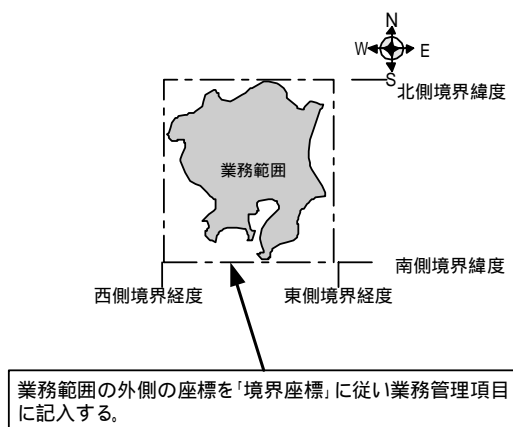 N
W E
S
北側境界緯度
業務範囲
南側境界緯度
西側境界経度 東側境界経度
業務範囲の外側の座標を「境界座標」に従い業務管理項目
に記入する。